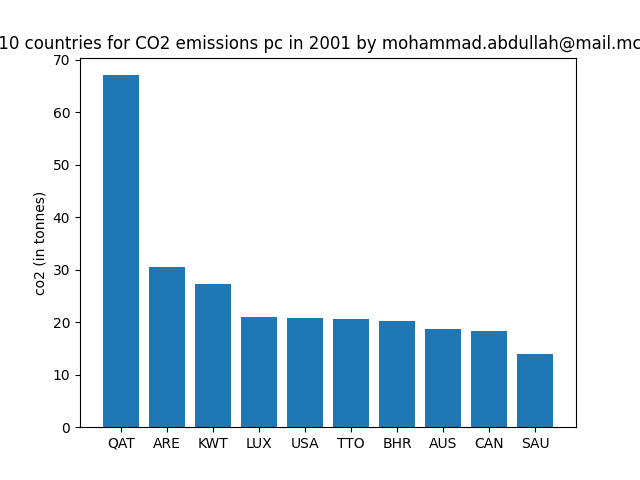 10 countries for CO2 emissions pc in 2001 by mohammad.abdullah@mail.mc
70
60
50
40
30
20
10
0
co2 (in tonnes)
QAT ARE KWT LUX USA TTO BHR AUS CAN SAU